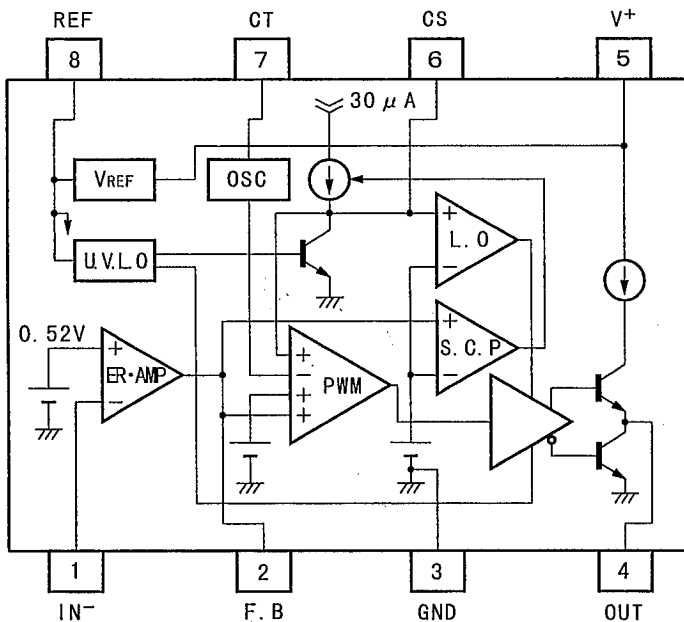 REF CT CS V+
8 7 6 5
30 μA
VREF OSC
+
L.O
−
U.V.L.O
0.52V
+
ER·AMP
−
+
S.C.P
−
+
−
+
+
PWM
1 2 3 4
IN− F.B GND OUT